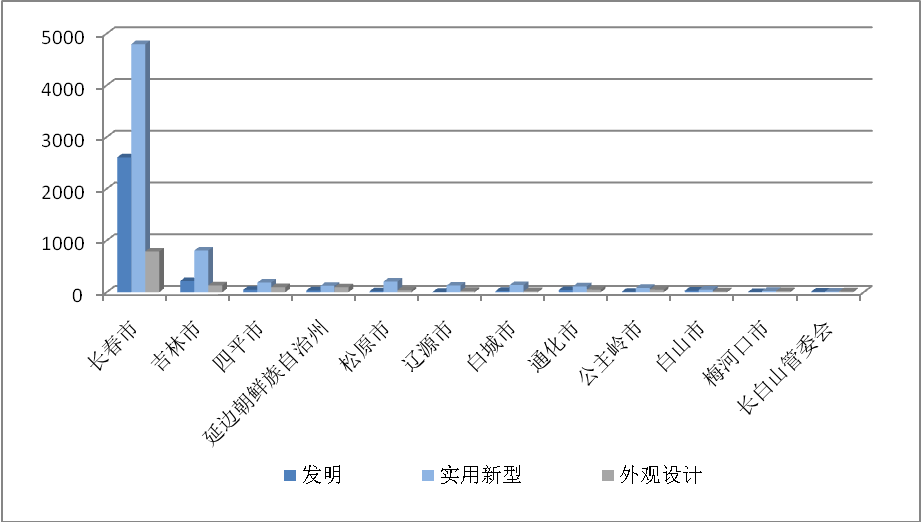 5000
4000
3000
2000
1000
0
长春市
吉林市
四平市
延边朝鲜族自治州
松原市
辽源市
白城市
通化市
公主岭市
白山市
梅河口市
长白山管委会
发明 实用新型 外观设计